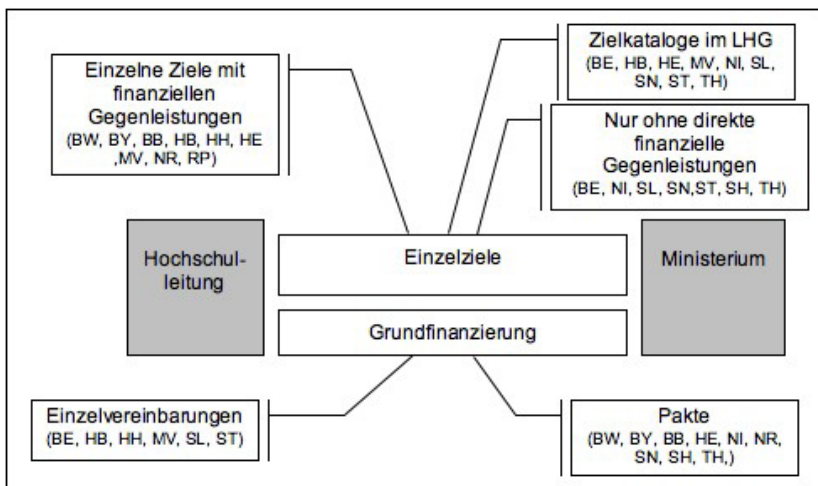 Einzelne Ziele mit
finanziellen
Gegenleistungen
(BW, BY, BB, HB, HH, HE
,MV, NR, RP)
Zielkataloge im LHG
(BE, HB, HE, MV, NI, SL,
SN, ST, TH)
Nur ohne direkte
finanzielle
Gegenleistungen
(BE, NI, SL, SN,ST, SH, TH)
Hochschul-
leitung
Einzelziele
Ministerium
Grundfinanzierung
Einzelvereinbarungen
(BE, HB, HH, MV, SL, ST)
Pakte
(BW, BY, BB, HE, NI, NR,
SN, SH, TH,)